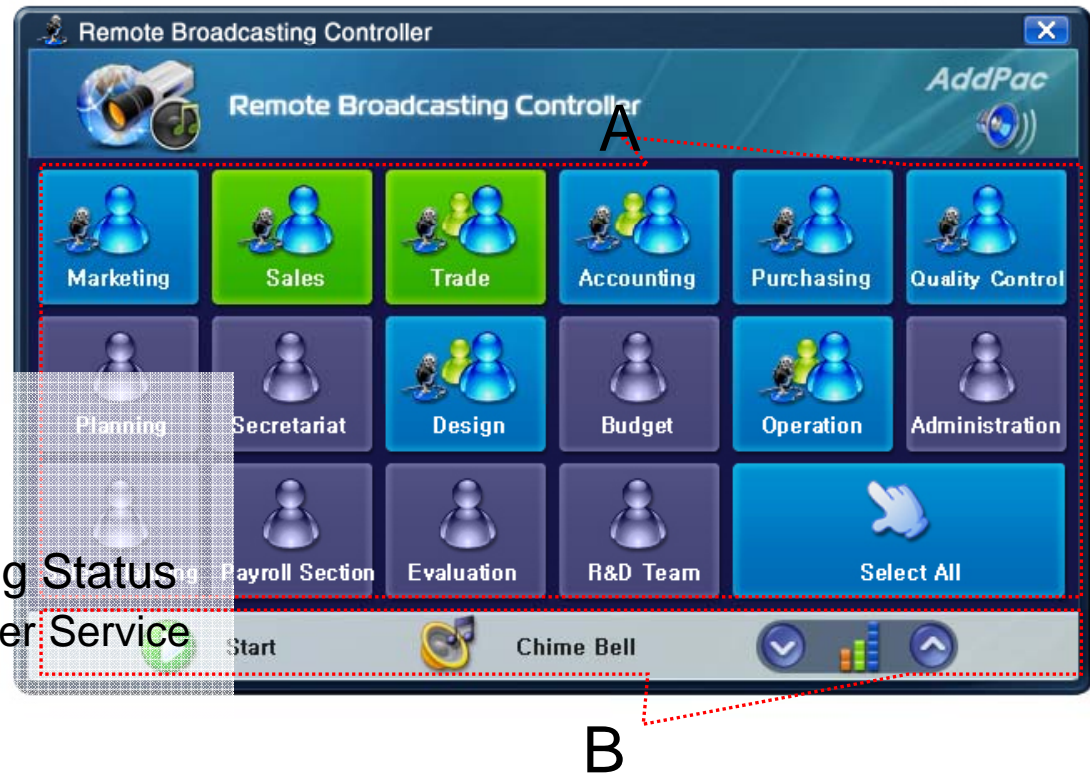 Remote Broadcasting Controller
AddPac
Remote Broadcasting Controller
A
Marketing Sales Trade Accounting Purchasing Quality Control
Planning Secretariat Design Budget Operation Administration
Payroll Section Evaluation R&D Team Select All
g Status
er Service
Start Chime Bell
B